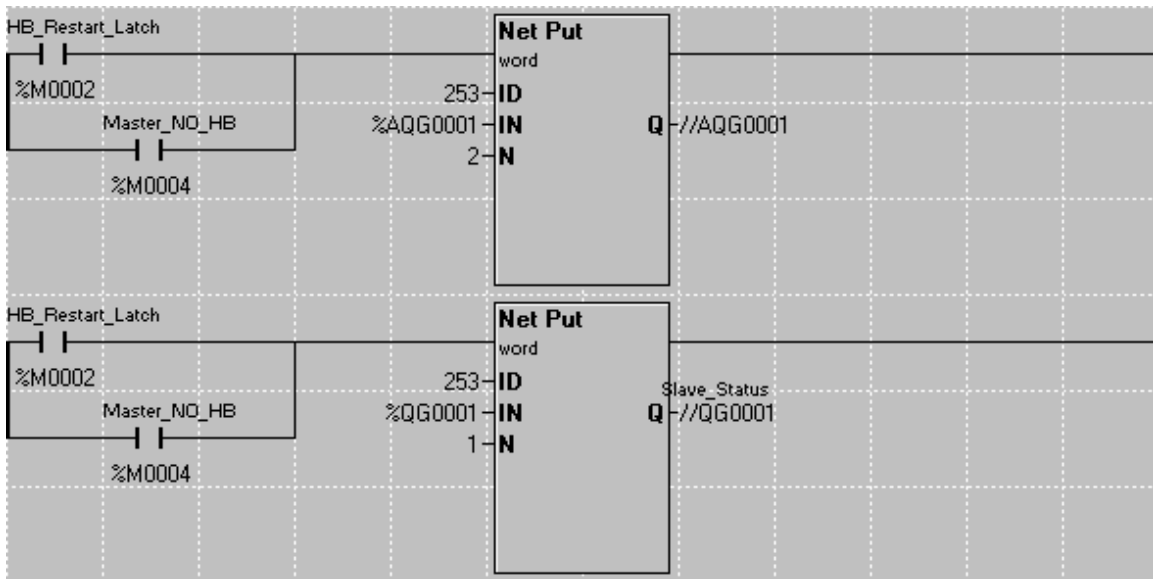 HB_Restart_Latch
Net Put
word
%M0002
253 ID
Master_NO_HB
%AQG0001 IN Q //AQG0001
2 N
%M0004
HB_Restart_Latch
Net Put
word
%M0002
253 ID
Slave_Status
Master_NO_HB
%QG0001 IN Q //QG0001
1 N
%M0004